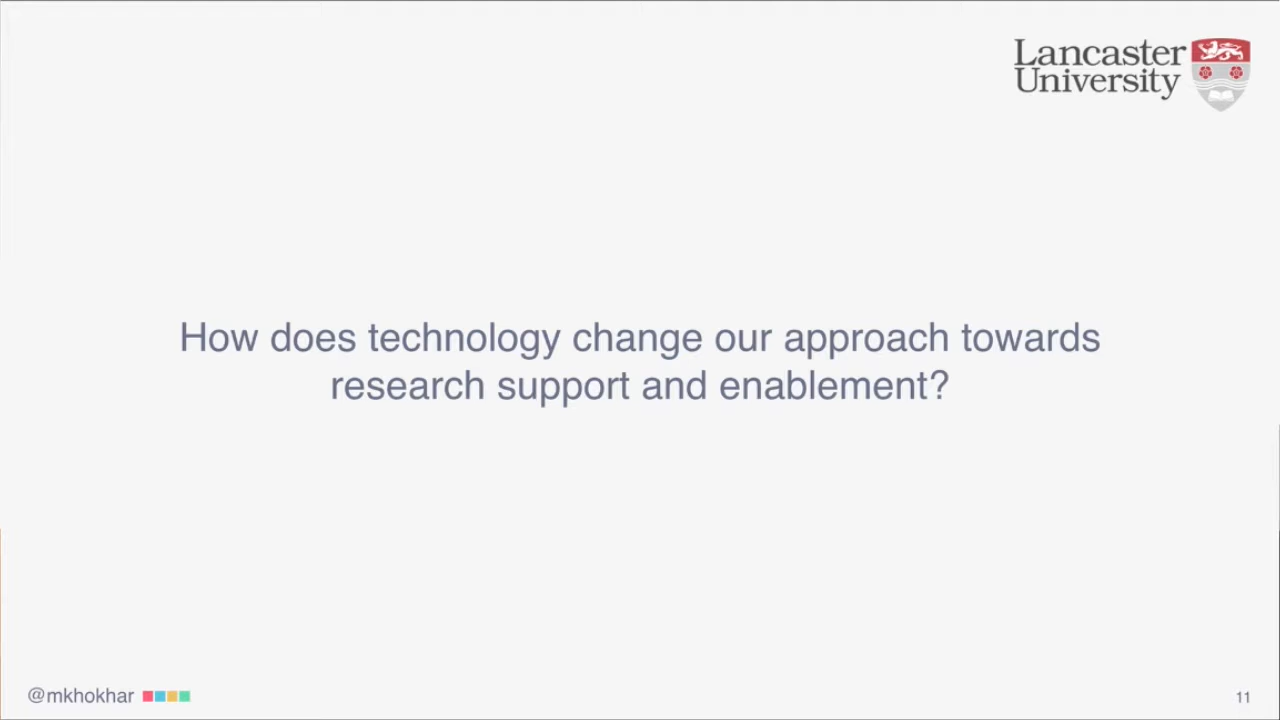 Lancaster
University
How does technology change our approach towards
research support and enablement?
@mkhokhar
11